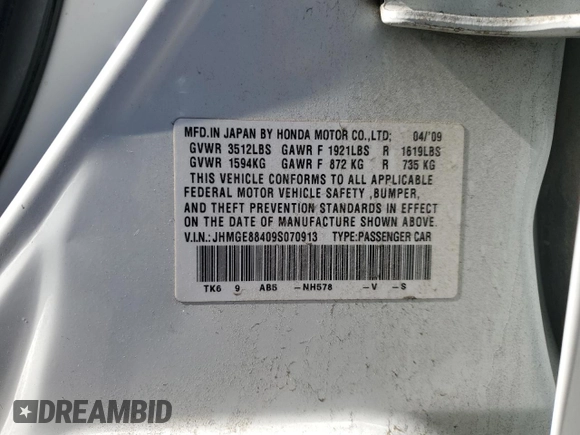 MFD.IN JAPAN BY HONDA MOTOR CO.,LTD; 04/'09
GVWR 3512LBS GAWR F 1921LBS R 1619LBS
GVWR 1594KG GAWR F 872 KG R 735 KG
THIS VEHICLE CONFORMS TO ALL APPLICABLE
FEDERAL MOTOR VEHICLE SAFETY ,BUMPER,
AND THEFT PREVENTION STANDARDS IN EFFECT
ON THE DATE OF MANUFACTURE SHOWN ABOVE.
V.I.N.:JHMGE88409S070913 TYPE:PASSENGER CAR
TK6 9 AB5 -NH578 -V -S
DREAMBID